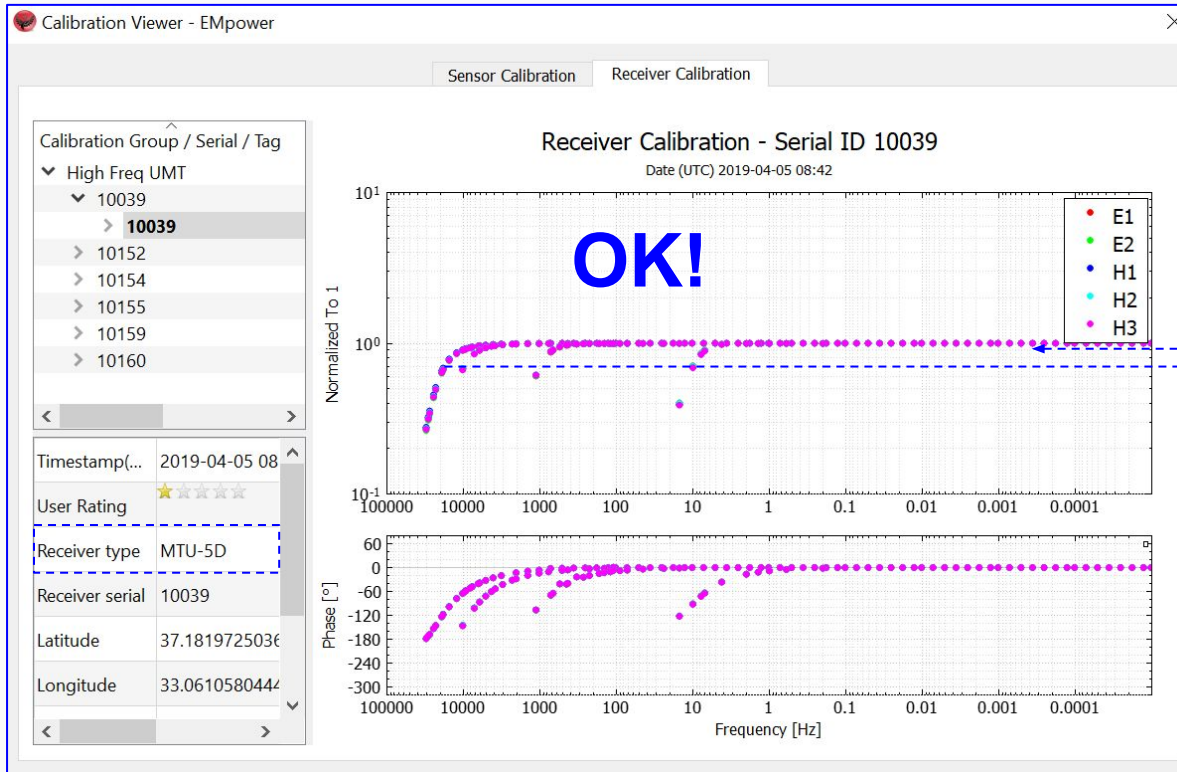 Calibration Viewer - EMpower
Sensor Calibration
Receiver Calibration
Calibration Group / Serial / Tag
High Freq UMT
10039
10039
10152
10154
10155
10159
10160
Timestamp(... 2019-04-05 08
User Rating
Receiver type MTU-5D
Receiver serial 10039
Latitude 37.1819725036
Longitude 33.0610580444
Receiver Calibration - Serial ID 10039
Date (UTC) 2019-04-05 08:42
OK!
E1
E2
H1
H2
H3
Normalized To 1
10¹
10⁰
10⁻¹
100000 10000 1000 100 10 1 0.1 0.01 0.001 0.0001
Phase [°]
60
0
-60
-120
-180
-240
-300
100000 10000 1000 100 10 1 0.1 0.01 0.001 0.0001
Frequency [Hz]